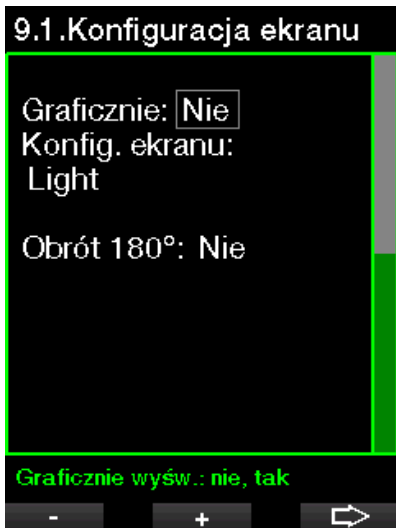 9.1.Konfiguracja ekranu
Graficznie: Nie
Konfig. ekranu:
Light
Obrót 180°: Nie
Graficznie wyśw.: nie, tak
- +